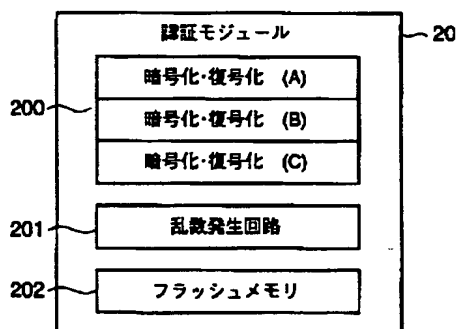 認証モジュール
20
暗号化・復号化 (A)
200
暗号化・復号化 (B)
暗号化・復号化 (C)
201
乱数発生回路
202
フラッシュメモリ